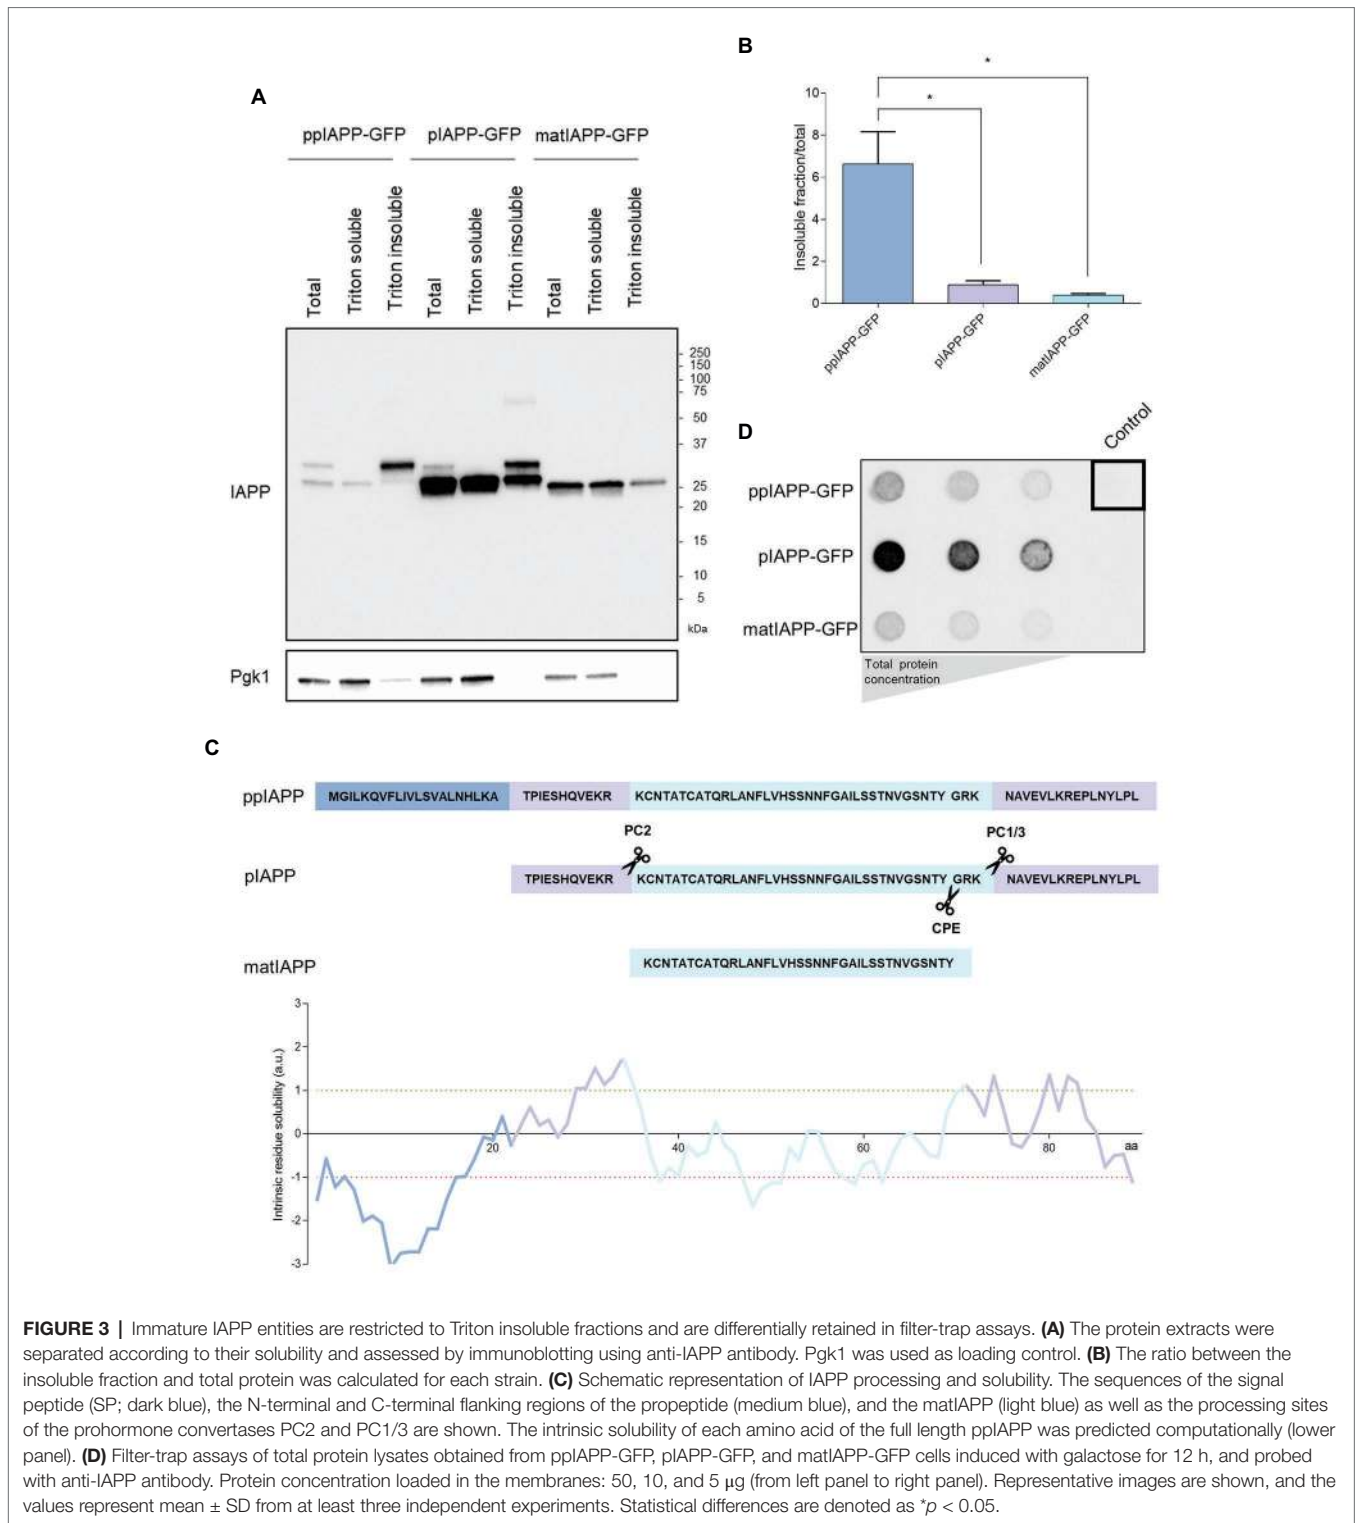 A
ppIAPP-GFP pIAPP-GFP matIAPP-GFP
Total
Triton soluble
Triton insoluble
Total
Triton soluble
Triton insoluble
Total
Triton soluble
Triton insoluble
IAPP
250
150
100
75
50
37
25
20
15
10
5
kDa
Pgk1
B
Insoluble fraction/total
10
8
6
4
2
0
*
*
ppIAPP-GFP
pIAPP-GFP
matIAPP-GFP
D
Control
ppIAPP-GFP
pIAPP-GFP
matIAPP-GFP
Total protein
concentration
C
ppIAPP MGILKQVFLIVLSVALNHLKA TPIESHQVEKR KCNTATCATQRLANFLVHSSNNFGAILSSTNVGSNTY GRK NAVEVLKREPLNYLPL
PC2 PC1/3
pIAPP TPIESHQVEKR KCNTATCATQRLANFLVHSSNNFGAILSSTNVGSNTY GRK NAVEVLKREPLNYLPL
CPE
matIAPP KCNTATCATQRLANFLVHSSNNFGAILSSTNVGSNTY
Intrinsic residue solubility (a.u.)
3
2
1
0
-1
-2
-3
20 40 60 80 aa
FIGURE 3 | Immature IAPP entities are restricted to Triton insoluble fractions and are differentially retained in filter-trap assays. (A) The protein extracts were
separated according to their solubility and assessed by immunoblotting using anti-IAPP antibody. Pgk1 was used as loading control. (B) The ratio between the
insoluble fraction and total protein was calculated for each strain. (C) Schematic representation of IAPP processing and solubility. The sequences of the signal
peptide (SP; dark blue), the N-terminal and C-terminal flanking regions of the propeptide (medium blue), and the matIAPP (light blue) as well as the processing sites
of the prohormone convertases PC2 and PC1/3 are shown. The intrinsic solubility of each amino acid of the full length ppIAPP was predicted computationally (lower
panel). (D) Filter-trap assays of total protein lysates obtained from ppIAPP-GFP, pIAPP-GFP, and matIAPP-GFP cells induced with galactose for 12 h, and probed
with anti-IAPP antibody. Protein concentration loaded in the membranes: 50, 10, and 5 μg (from left panel to right panel). Representative images are shown, and the
values represent mean ± SD from at least three independent experiments. Statistical differences are denoted as *p < 0.05.